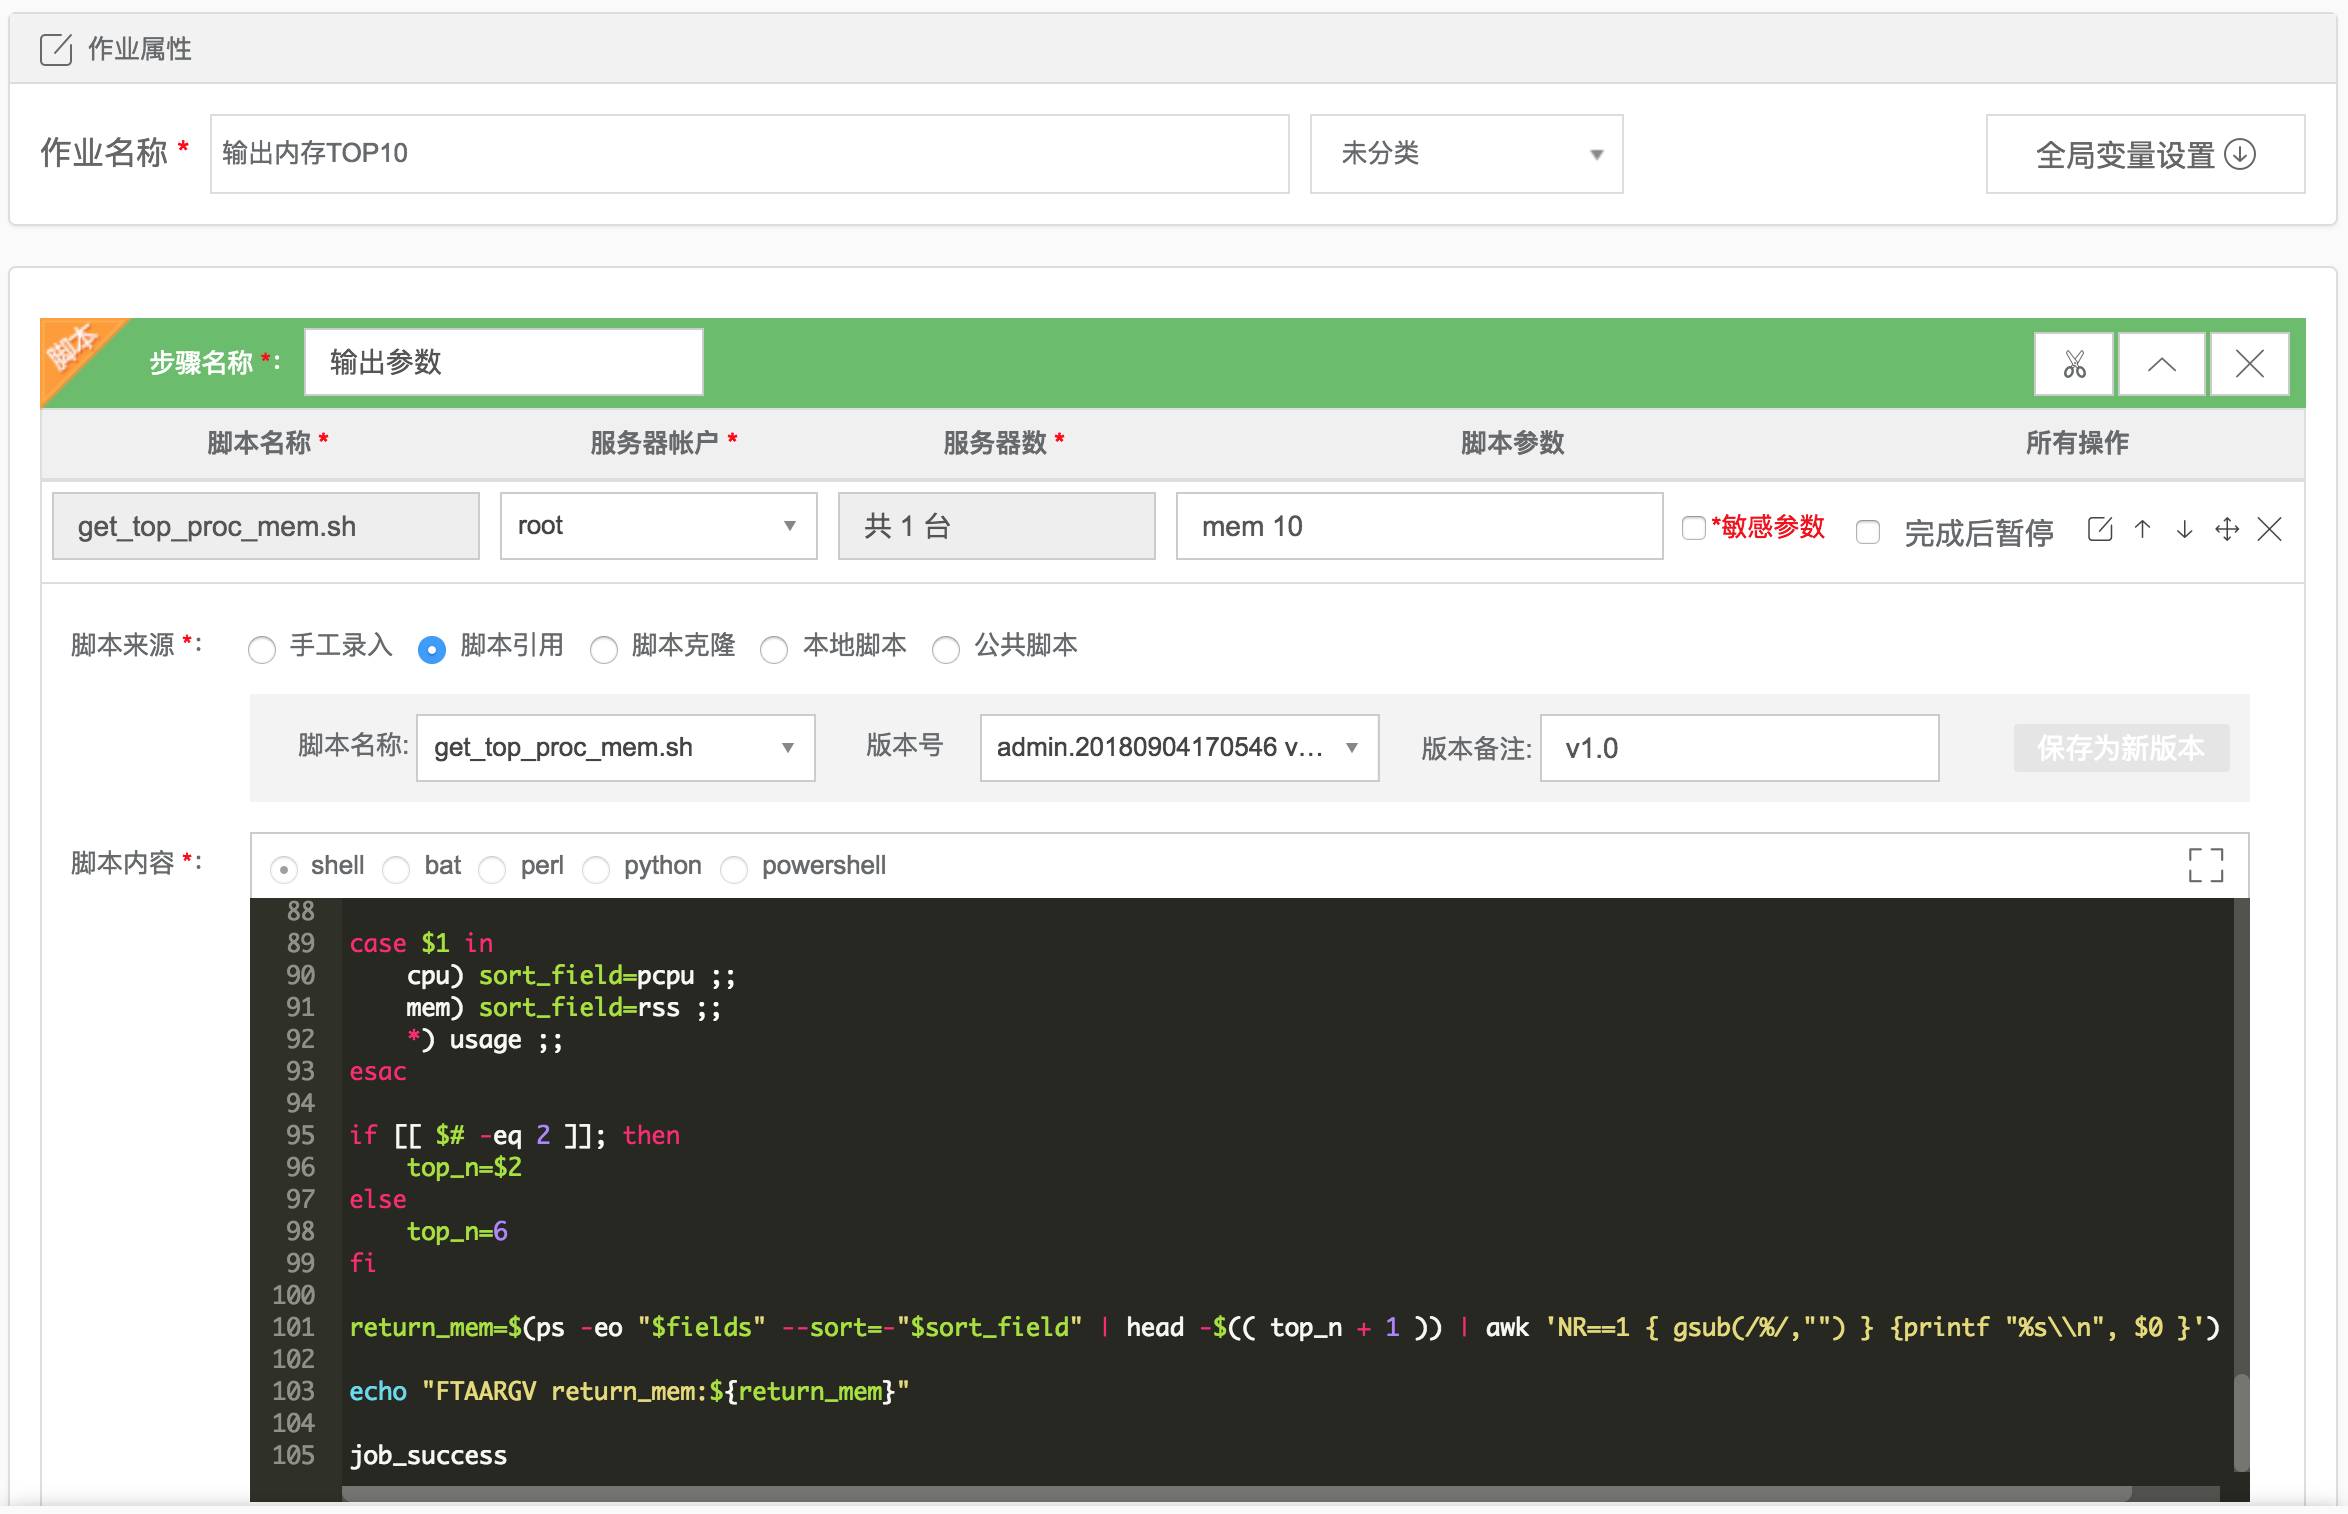 作业属性
作业名称 * 输出内存TOP10 未分类 全局变量设置
脚本 步骤名称 *: 输出参数
脚本名称 * 服务器帐户 * 服务器数 * 脚本参数 所有操作
get_top_proc_mem.sh root 共 1 台 mem 10 *敏感参数 完成后暂停
脚本来源 *: 手工录入 脚本引用 脚本克隆 本地脚本 公共脚本
脚本名称: get_top_proc_mem.sh 版本号 admin.20180904170546 v... 版本备注: v1.0 保存为新版本
脚本内容 *: shell bat perl python powershell
88
89 case $1 in
90     cpu) sort_field=pcpu ;;
91     mem) sort_field=rss ;;
92     *) usage ;;
93 esac
94
95 if [[ $# -eq 2 ]]; then
96     top_n=$2
97 else
98     top_n=6
99 fi
100
101 return_mem=$(ps -eo "$fields" --sort=-"$sort_field" | head -$(( top_n + 1 )) | awk 'NR==1 { gsub(/%/,"") } {printf "%s\\n", $0 }')
102
103 echo "FTAARGV return_mem:${return_mem}"
104
105 job_success